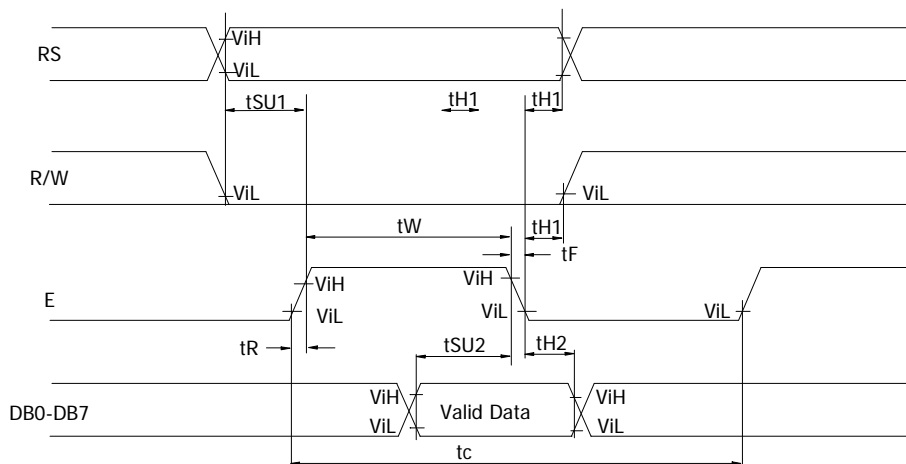 RS
ViH
ViL
tSU1
tH1
tH1
R/W
ViL
ViL
tW
tH1
tF
E
ViH
ViL
ViH
ViL
ViL
tR
tSU2
tH2
DB0-DB7
ViH
ViL
Valid Data
ViH
ViL
tc